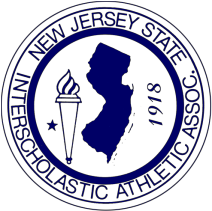 NEW JERSEY STATE
INTERSCHOLASTIC ATHLETIC ASSOC.
1918